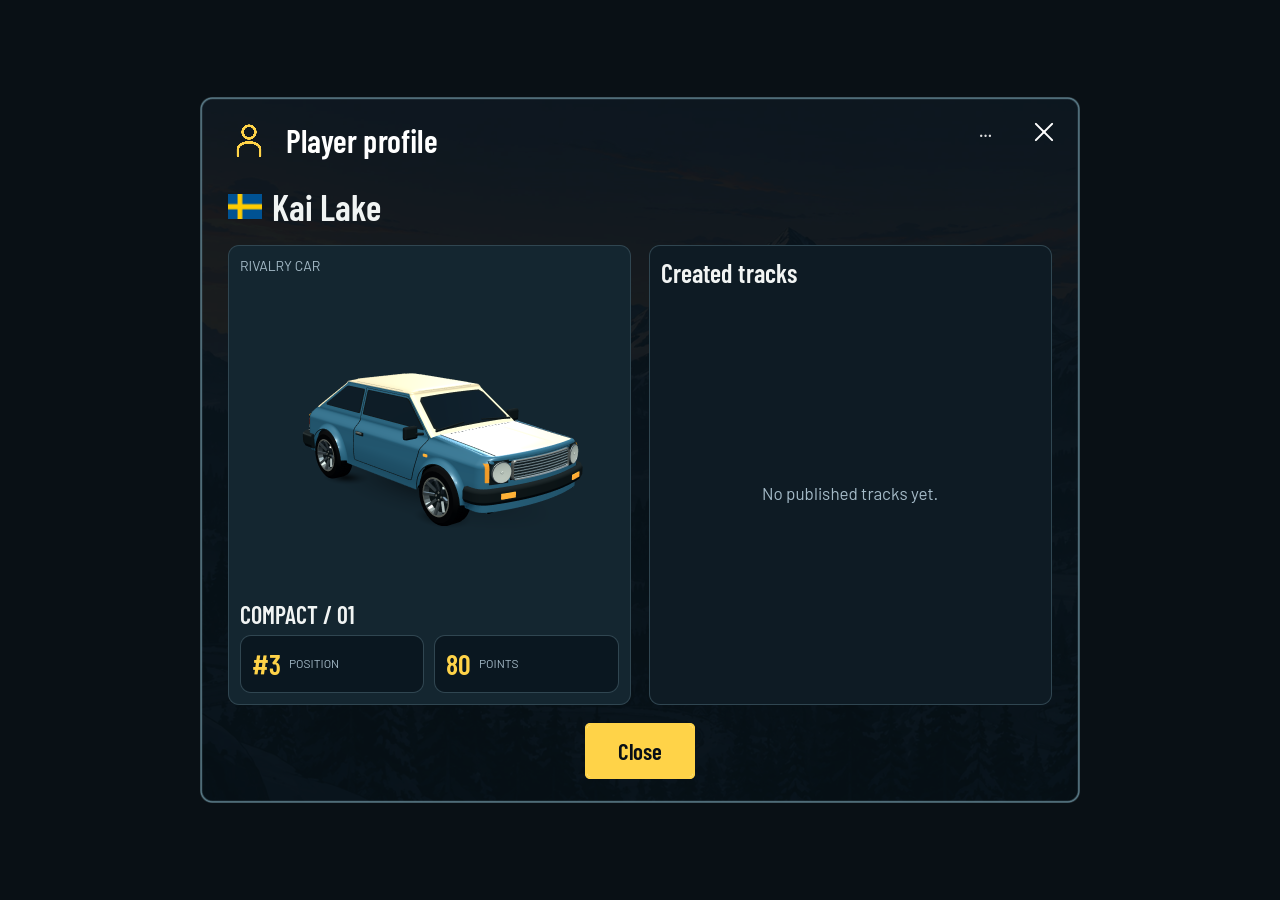 Player profile
...
Kai Lake
RIVALRY CAR
COMPACT / 01
#3 POSITION
80 POINTS
Created tracks
No published tracks yet.
Close